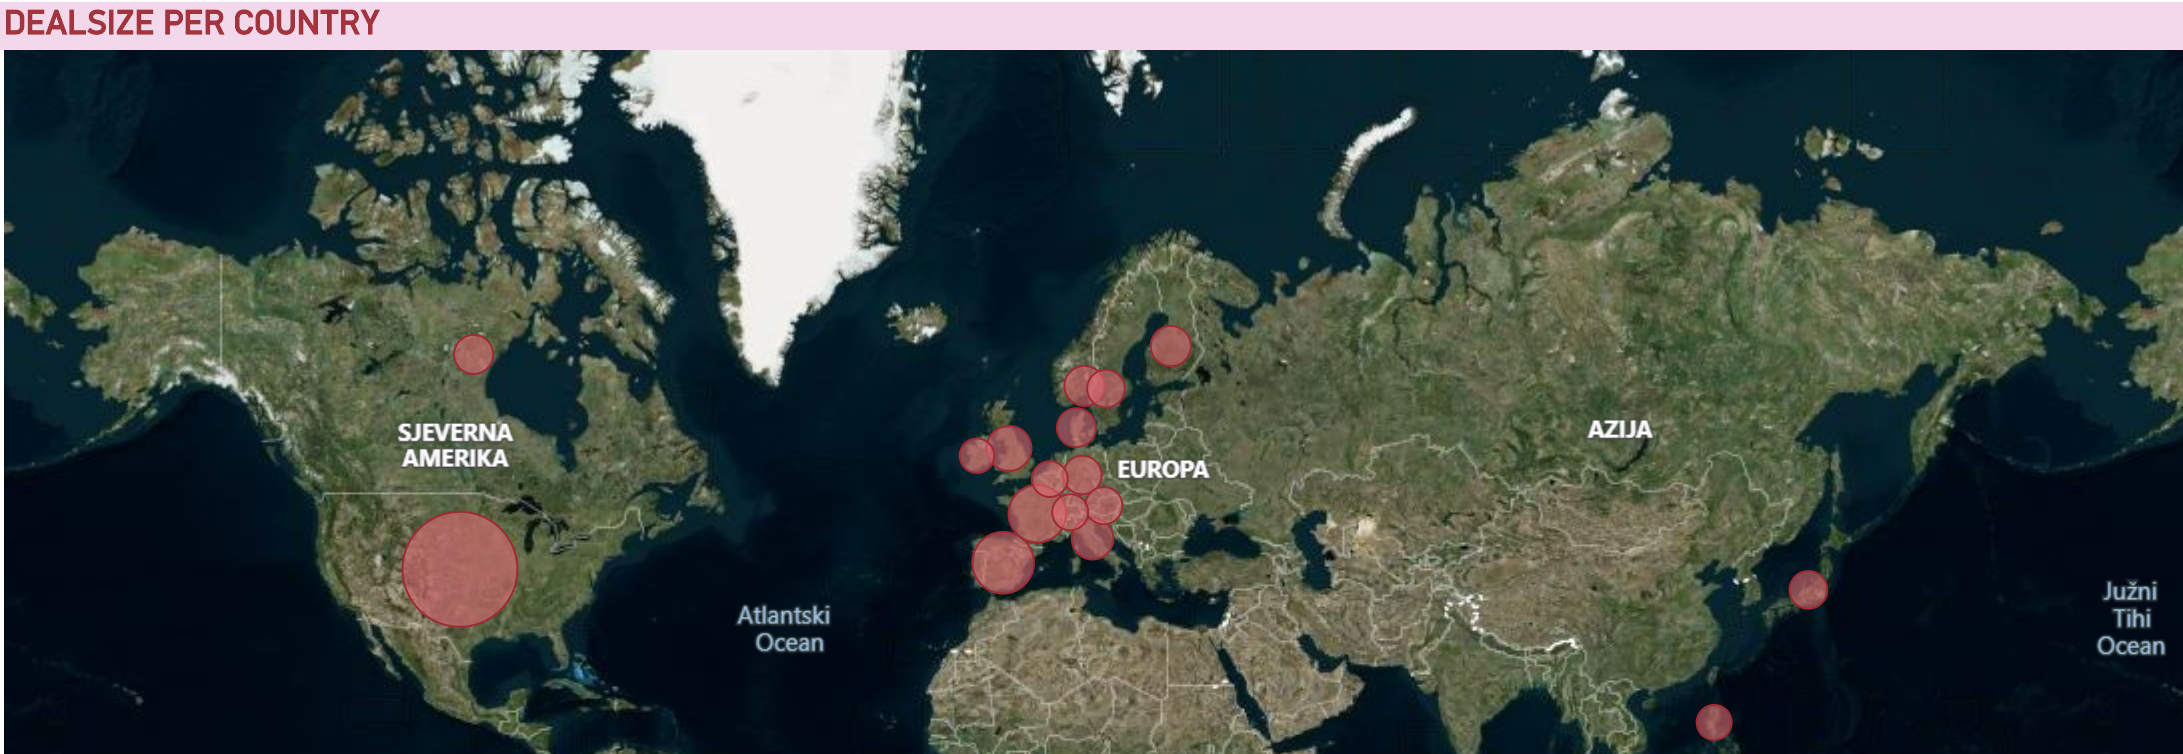 DEALSIZE PER COUNTRY
SJEVERNA
AMERIKA
EUROPA
AZIJA
Atlantski
Ocean
Južni
Tihi
Ocean